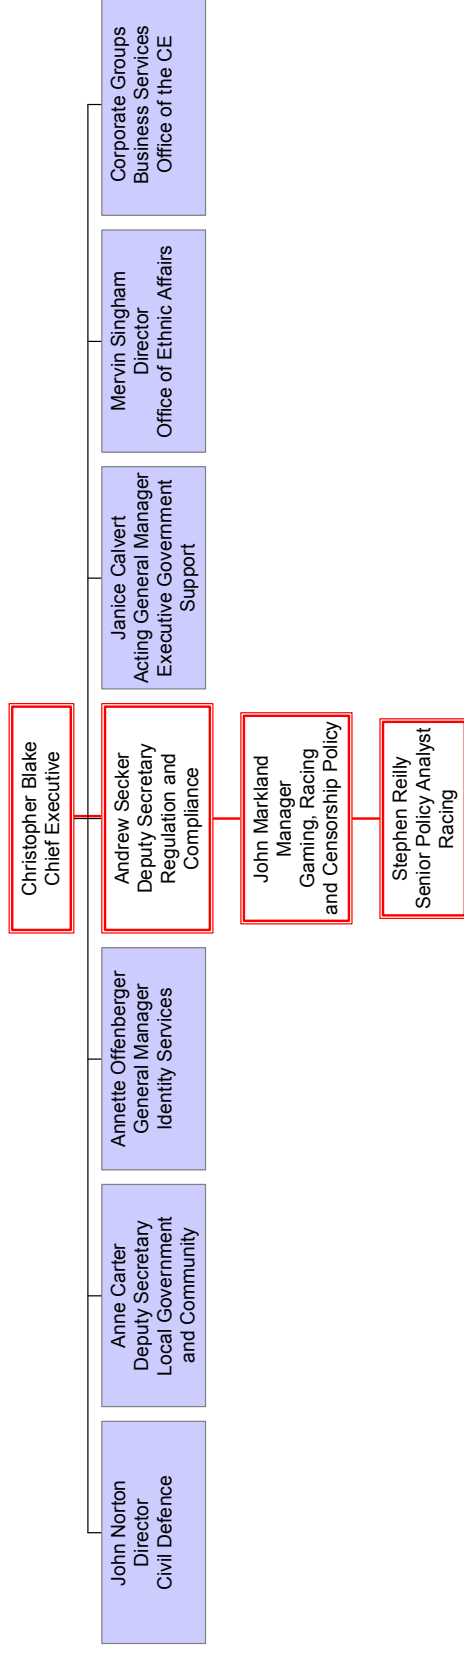 Christopher Blake
Chief Executive
John Norton
Director
Civil Defence
Anne Carter
Deputy Secretary
Local Government
and Community
Annette Offenberger
General Manager
Identity Services
Andrew Secker
Deputy Secretary
Regulation and
Compliance
Janice Calvert
Acting General Manager
Executive Government
Support
Mervin Singham
Director
Office of Ethnic Affairs
Corporate Groups
Business Services
Office of the CE
John Markland
Manager
Gaming, Racing
and Censorship Policy
Stephen Reilly
Senior Policy Analyst
Racing